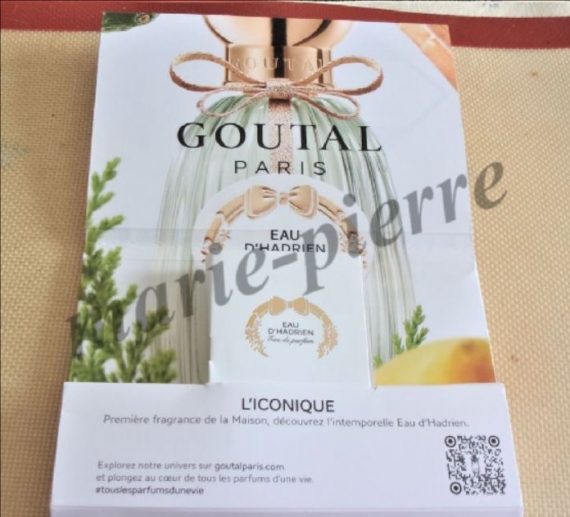 GOUTAL
GOUTAL
PARIS
EAU
D'HADRIEN
EAU
D'HADRIEN
Eau de parfum
marie-pierre
L'ICONIQUE
Première fragrance de la Maison, découvrez l'intemporelle Eau d'Hadrien.
Explorez notre univers sur goutalparis.com
et plongez au cœur de tous les parfums d'une vie.
#touslesparfumsdunevie